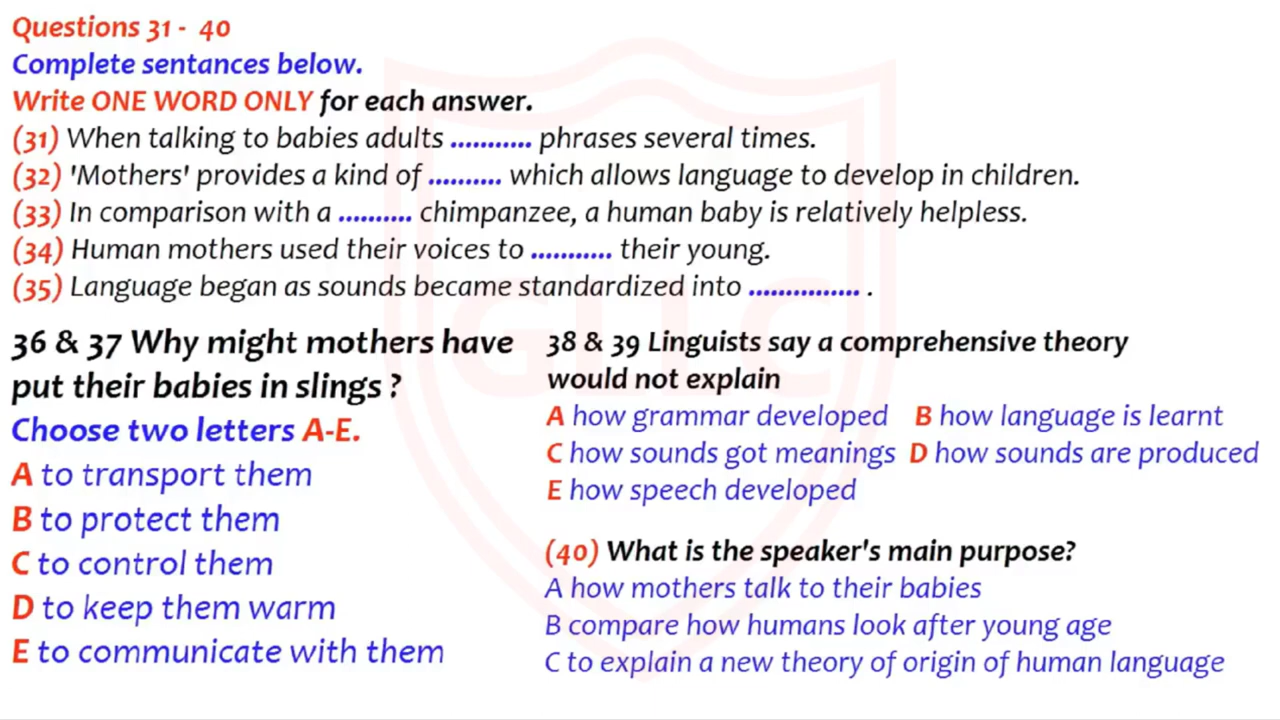 Questions 31 - 40
Complete sentances below.
Write ONE WORD ONLY for each answer.
(31) When talking to babies adults ........... phrases several times.
(32) 'Mothers' provides a kind of .......... which allows language to develop in children.
(33) In comparison with a .......... chimpanzee, a human baby is relatively helpless.
(34) Human mothers used their voices to ........... their young.
(35) Language began as sounds became standardized into ............... .
36 & 37 Why might mothers have
put their babies in slings ?
Choose two letters A-E.
A to transport them
B to protect them
C to control them
D to keep them warm
E to communicate with them
38 & 39 Linguists say a comprehensive theory
would not explain
A how grammar developed B how language is learnt
C how sounds got meanings D how sounds are produced
E how speech developed
(40) What is the speaker's main purpose?
A how mothers talk to their babies
B compare how humans look after young age
C to explain a new theory of origin of human language
GLLC